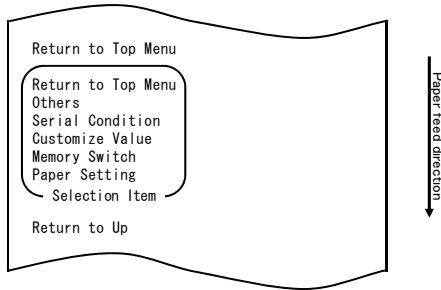 Return to Top Menu
Return to Top Menu
Others
Serial Condition
Customize Value
Memory Switch
Paper Setting
Selection Item
Return to Up
Paper feed direction